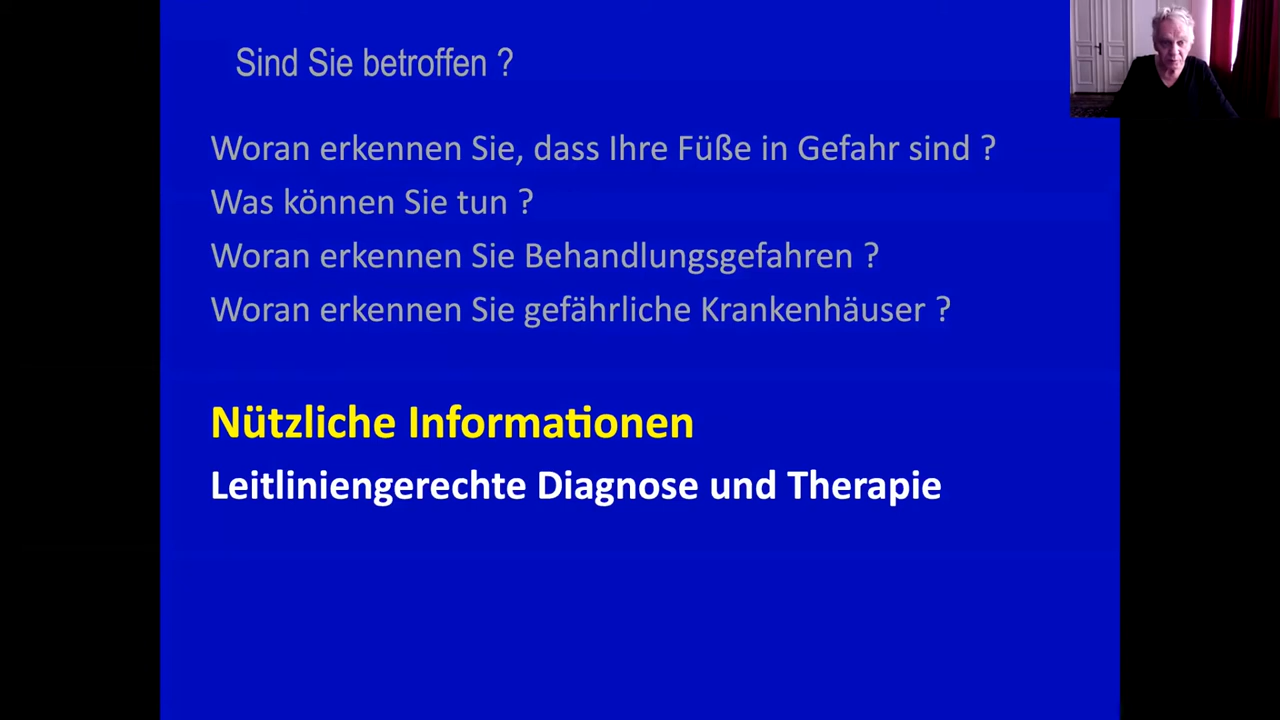 Sind Sie betroffen ?
Woran erkennen Sie, dass Ihre Füße in Gefahr sind ?
Was können Sie tun ?
Woran erkennen Sie Behandlungsgefahren ?
Woran erkennen Sie gefährliche Krankenhäuser ?
Nützliche Informationen
Leitliniengerechte Diagnose und Therapie